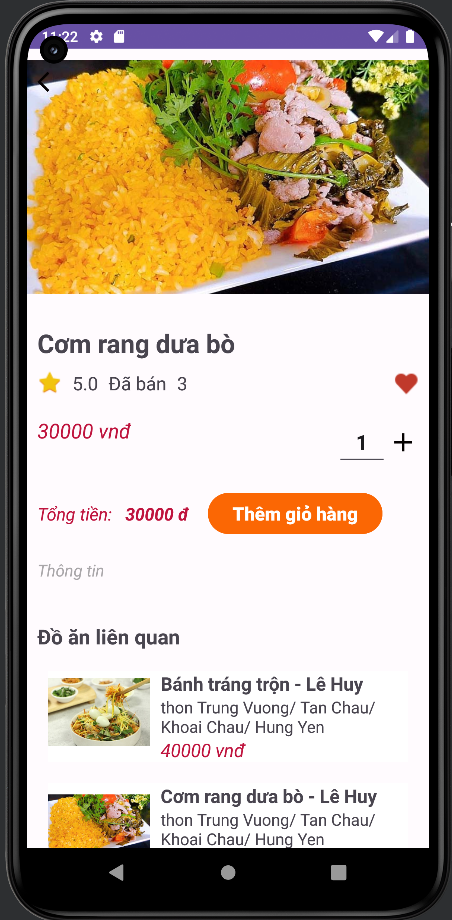 11:22
Cơm rang dưa bò
5.0 Đã bán 3
30000 vnđ
1
Tổng tiền: 30000 đ Thêm giỏ hàng
Thông tin
Đồ ăn liên quan
Bánh tráng trộn - Lê Huy
thon Trung Vuong/ Tan Chau/
Khoai Chau/ Hung Yen
40000 vnđ
Cơm rang dưa bò - Lê Huy
thon Trung Vuong/ Tan Chau/
Khoai Chau/ Hung Yen